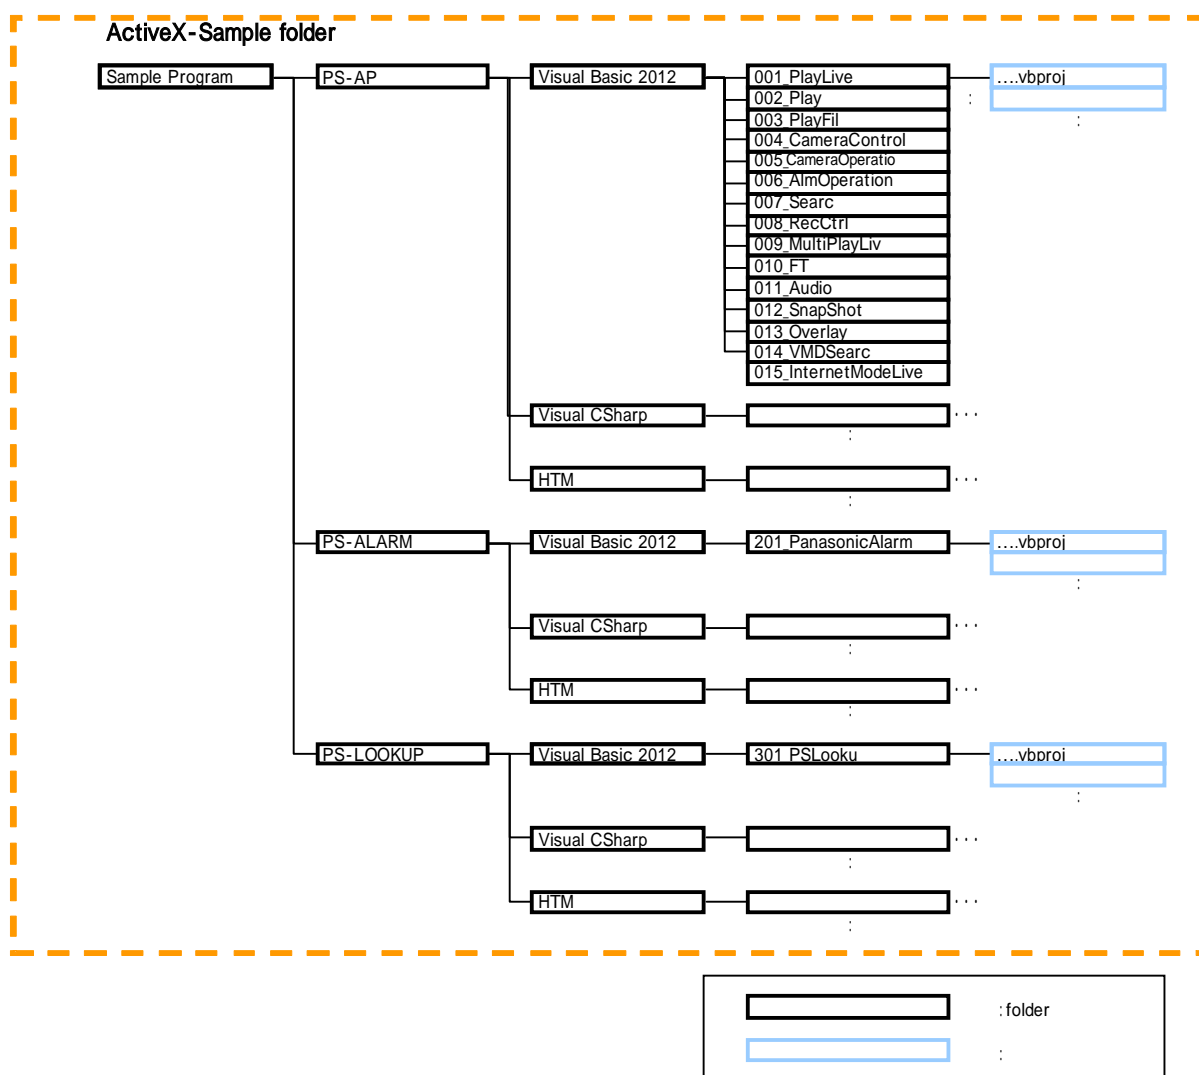 ActiveX-Sample folder
Sample Program
PS-AP
Visual Basic 2012
001_PlayLive
....vbproj
002_Play
:
003_PlayFil
:
004_CameraControl
005_CameraOperatio
006_AlmOperation
007_Searc
008_RecCtrl
009_MultiPlayLiv
010_FT
011_Audio
012_SnapShot
013_Overlay
014_VMDSearc
015_InternetModeLive
Visual CSharp
...
:
HTM
...
:
PS-ALARM
Visual Basic 2012
201_PanasonicAlarm
....vbproj
:
Visual CSharp
...
:
HTM
...
:
PS-LOOKUP
Visual Basic 2012
301_PSLooku
....vbproj
:
Visual CSharp
...
:
HTM
...
:
:folder
: